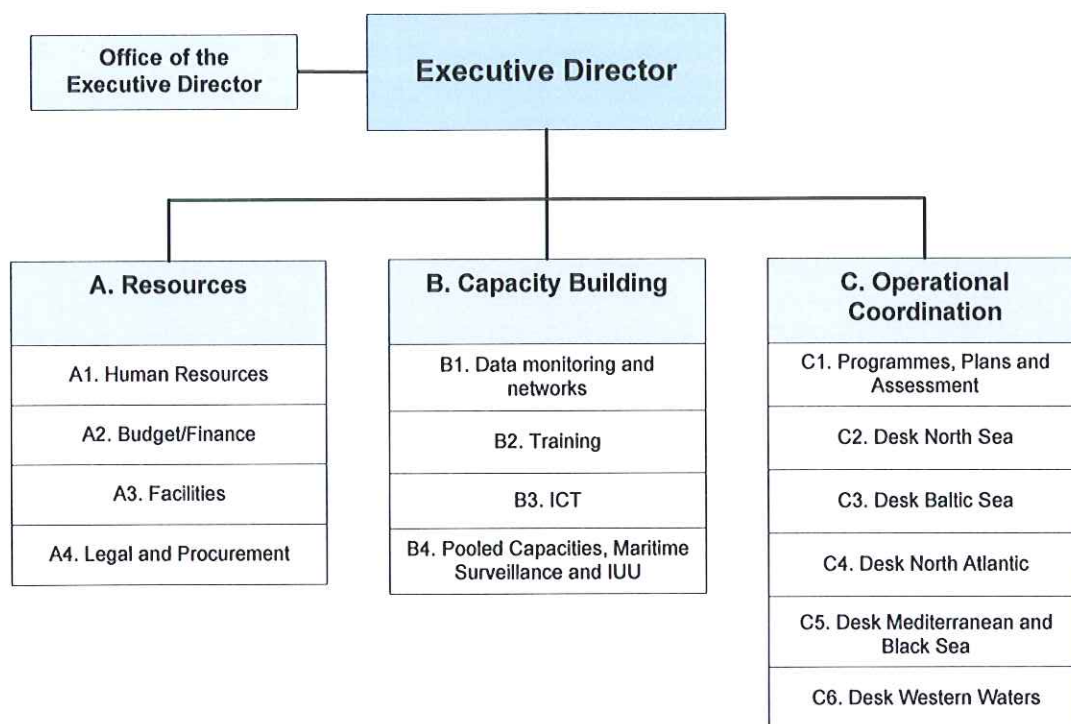 Office of the
Executive Director
Executive Director
A. Resources
A1. Human Resources
A2. Budget/Finance
A3. Facilities
A4. Legal and Procurement
B. Capacity Building
B1. Data monitoring and
networks
B2. Training
B3. ICT
B4. Pooled Capacities, Maritime
Surveillance and IUU
C. Operational
Coordination
C1. Programmes, Plans and
Assessment
C2. Desk North Sea
C3. Desk Baltic Sea
C4. Desk North Atlantic
C5. Desk Mediterranean and
Black Sea
C6. Desk Western Waters